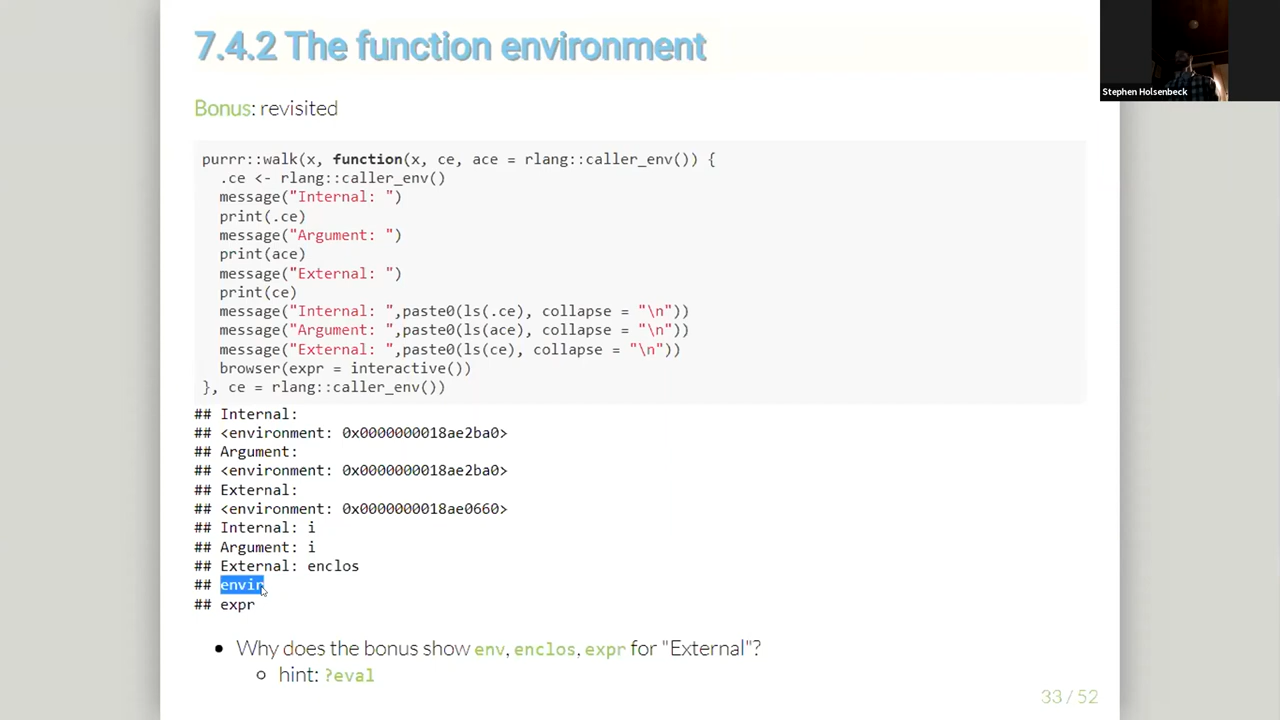 7.4.2 The function environment
Stephen Holsenbeck
Bonus: revisited
purrr::walk(x, function(x, ce, ace = rlang::caller_env()) {
  .ce <- rlang::caller_env()
  message("Internal: ")
  print(.ce)
  message("Argument: ")
  print(ace)
  message("External: ")
  print(ce)
  message("Internal: ",paste0(ls(.ce), collapse = "\n"))
  message("Argument: ",paste0(ls(ace), collapse = "\n"))
  message("External: ",paste0(ls(ce), collapse = "\n"))
  browser(expr = interactive())
}, ce = rlang::caller_env())
## Internal:
## <environment: 0x0000000018ae2ba0>
## Argument:
## <environment: 0x0000000018ae2ba0>
## External:
## <environment: 0x0000000018ae0660>
## Internal: i
## Argument: i
## External: enclos
## envir
## expr
• Why does the bonus show env, enclos, expr for "External"?
○ hint: ?eval
33 / 52